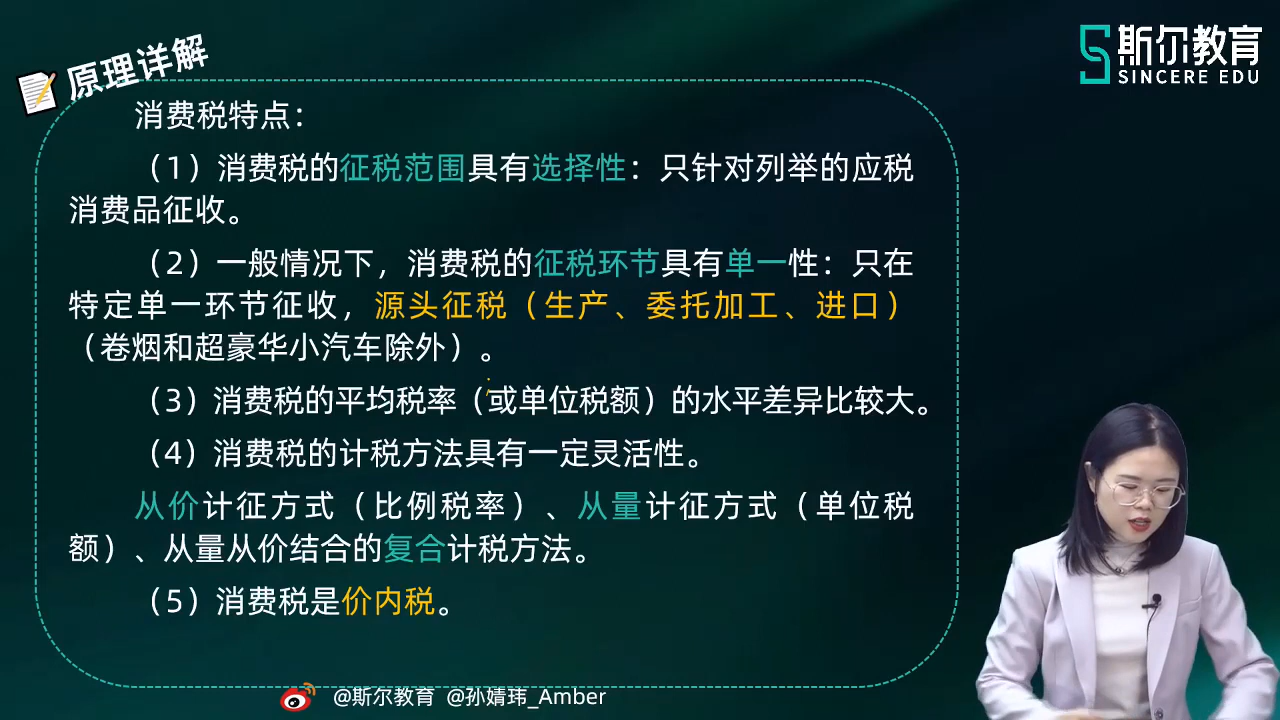 原理详解
斯尔教育
SINCERE EDU
消费税特点：
（1）消费税的征税范围具有选择性：只针对列举的应税
消费品征收。
（2）一般情况下，消费税的征税环节具有单一性：只在
特定单一环节征收，源头征税（生产、委托加工、进口）
（卷烟和超豪华小汽车除外）。
（3）消费税的平均税率（或单位税额）的水平差异比较大。
（4）消费税的计税方法具有一定灵活性。
从价计征方式（比例税率）、从量计征方式（单位税
额）、从量从价结合的复合计税方法。
（5）消费税是价内税。
@斯尔教育 @孙婧玮_Amber